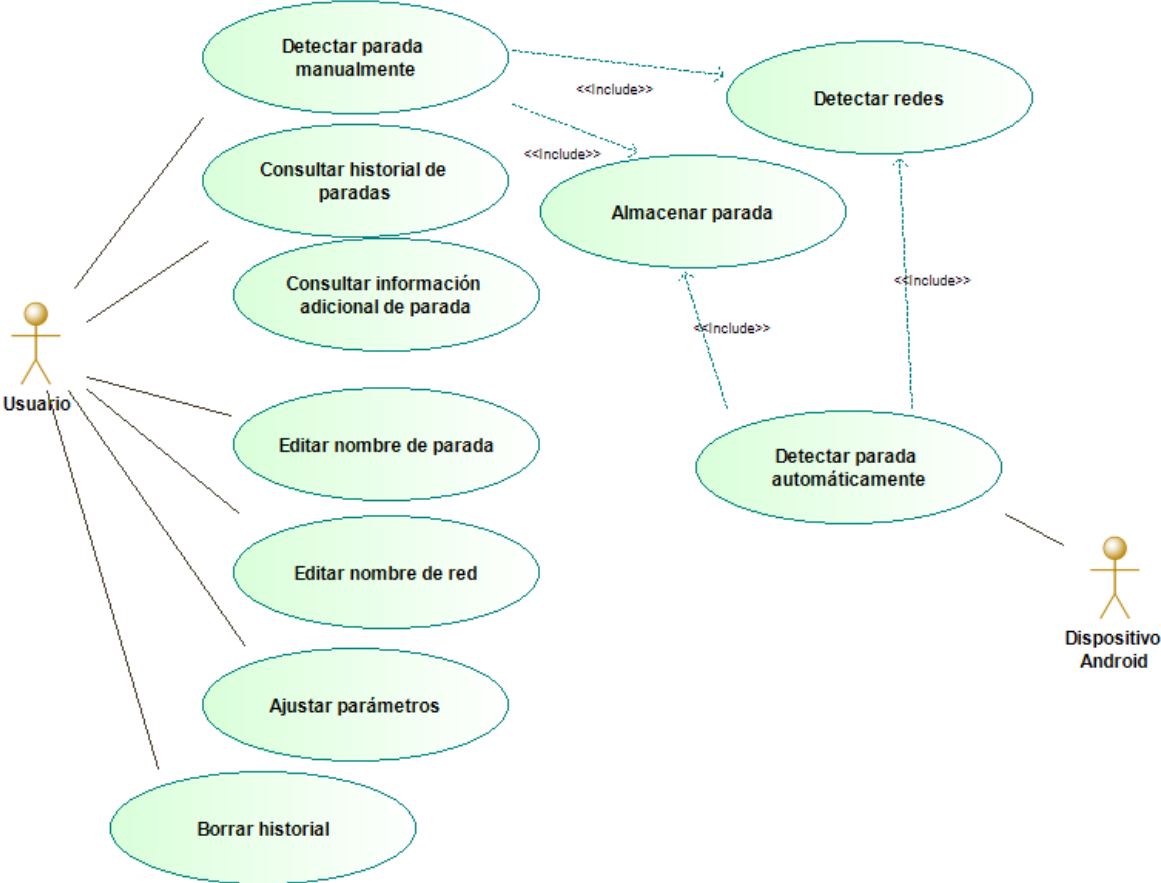 Detectar parada
manualmente
<<Include>>
Detectar redes
<<Include>>
Consultar historial de
paradas
Almacenar parada
Consultar información
adicional de parada
<<Include>>
<<Include>>
Usuario
Editar nombre de parada
Detectar parada
automáticamente
Editar nombre de red
Dispositivo
Android
Ajustar parámetros
Borrar historial